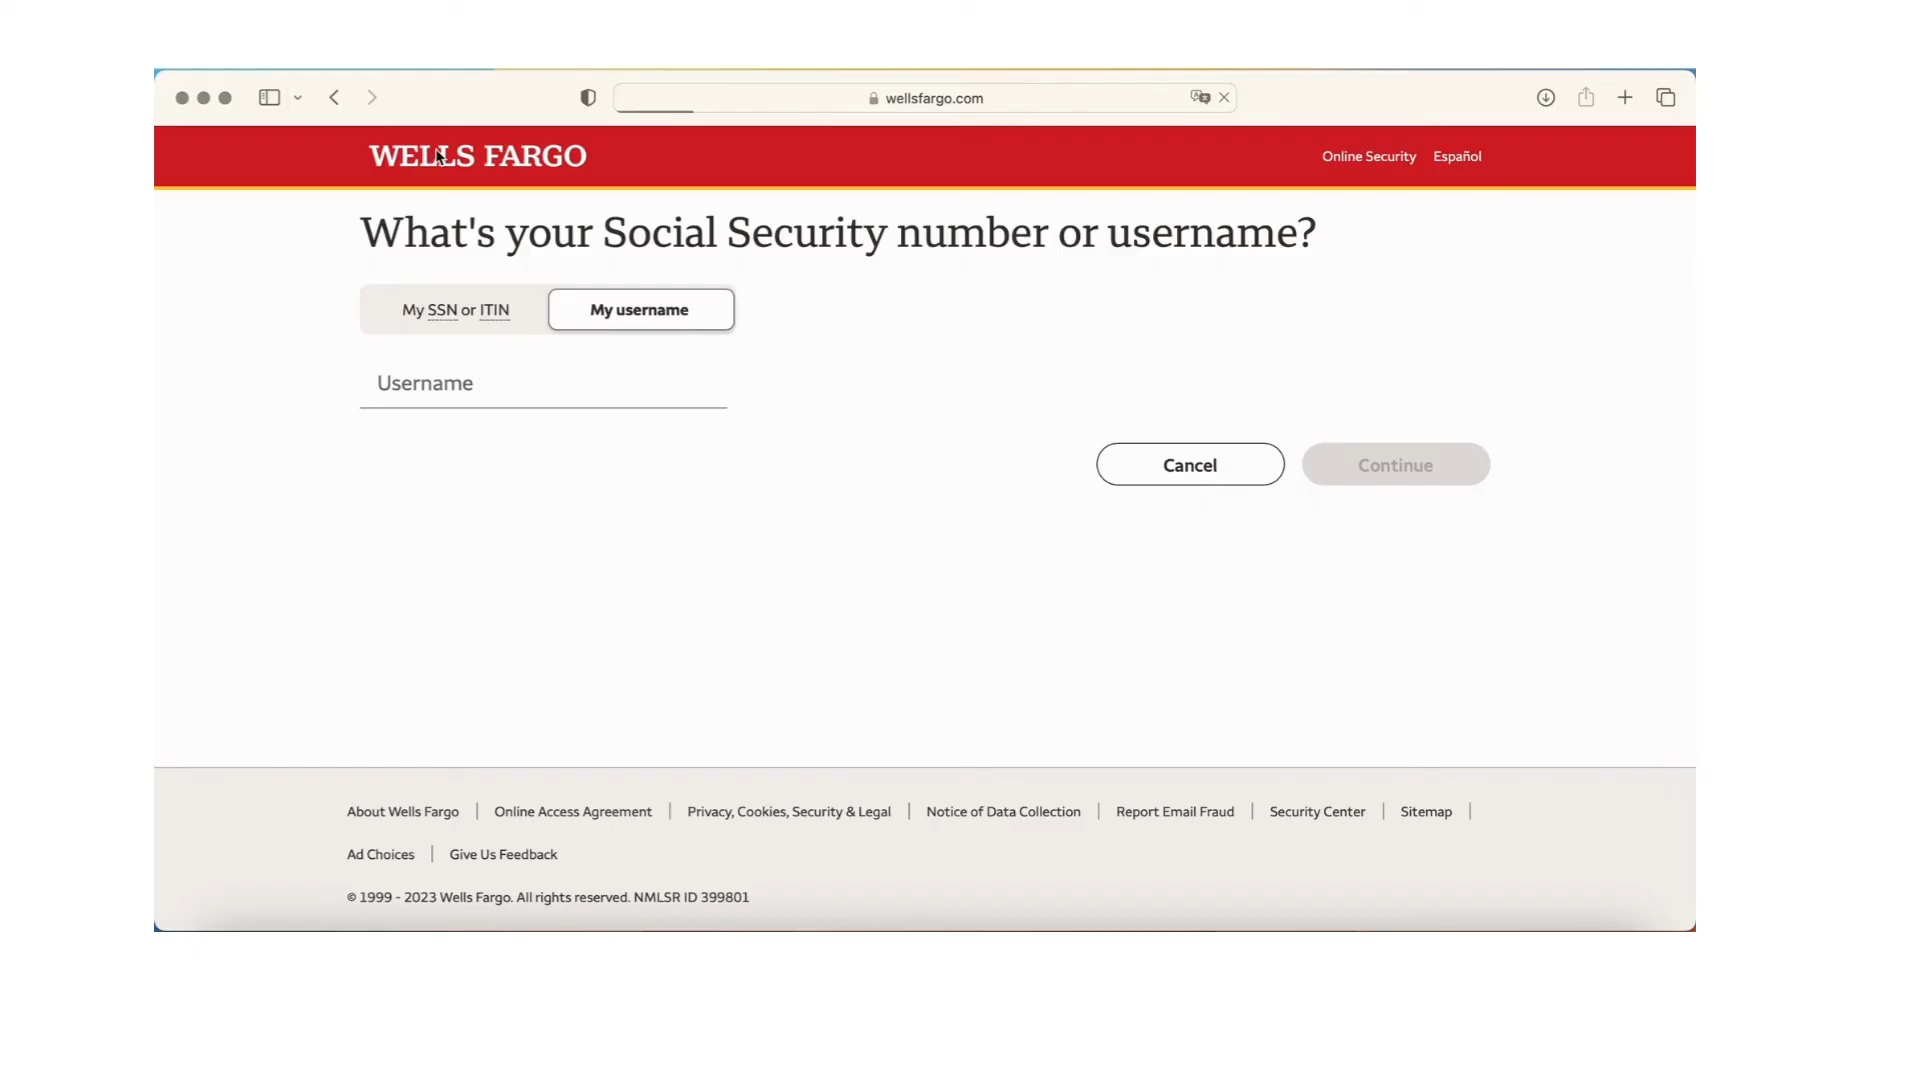 wellsfargo.com
WELLS FARGO
Online Security Español
What's your Social Security number or username?
My SSN or ITIN My username
Username
Cancel Continue
About Wells Fargo | Online Access Agreement | Privacy, Cookies, Security & Legal | Notice of Data Collection | Report Email Fraud | Security Center | Sitemap |
Ad Choices | Give Us Feedback
© 1999 - 2023 Wells Fargo. All rights reserved. NMLSR ID 399801